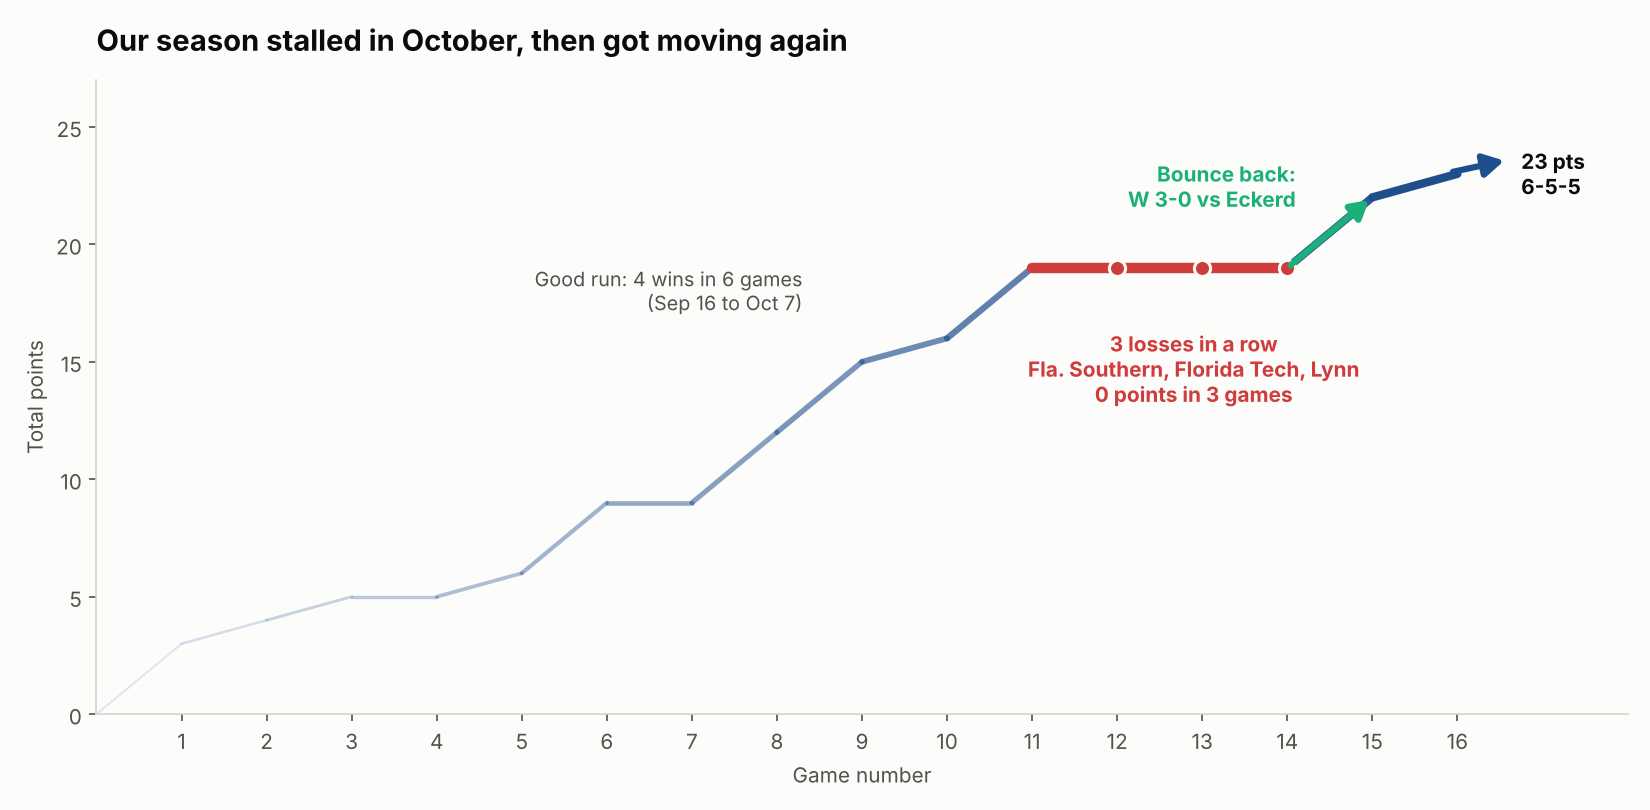 Our season stalled in October, then got moving again
25
20
15
10
5
0
Total points
Good run: 4 wins in 6 games
(Sep 16 to Oct 7)
Bounce back:
W 3-0 vs Eckerd
23 pts
6-5-5
3 losses in a row
Fla. Southern, Florida Tech, Lynn
0 points in 3 games
1 2 3 4 5 6 7 8 9 10 11 12 13 14 15 16
Game number